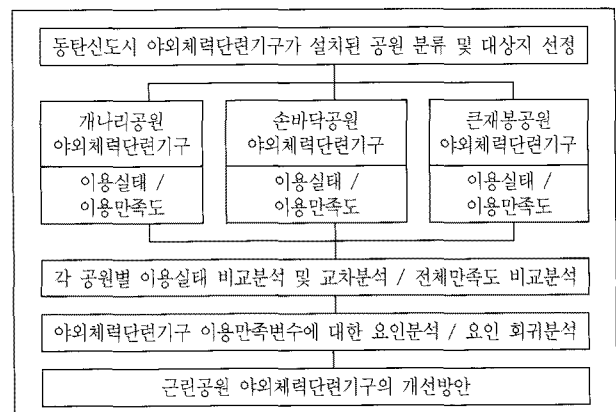 동탄신도시 야외체력단련기구가 설치된 공원 분류 및 대상지 선정
개나리공원
야외체력단련기구
이용실태 /
이용만족도
손바닥공원
야외체력단련기구
이용실태 /
이용만족도
큰재봉공원
야외체력단련기구
이용실태 /
이용만족도
각 공원별 이용실태 비교분석 및 교차분석 / 전체만족도 비교분석
야외체력단련기구 이용만족변수에 대한 요인분석 / 요인 회귀분석
근린공원 야외체력단련기구의 개선방안